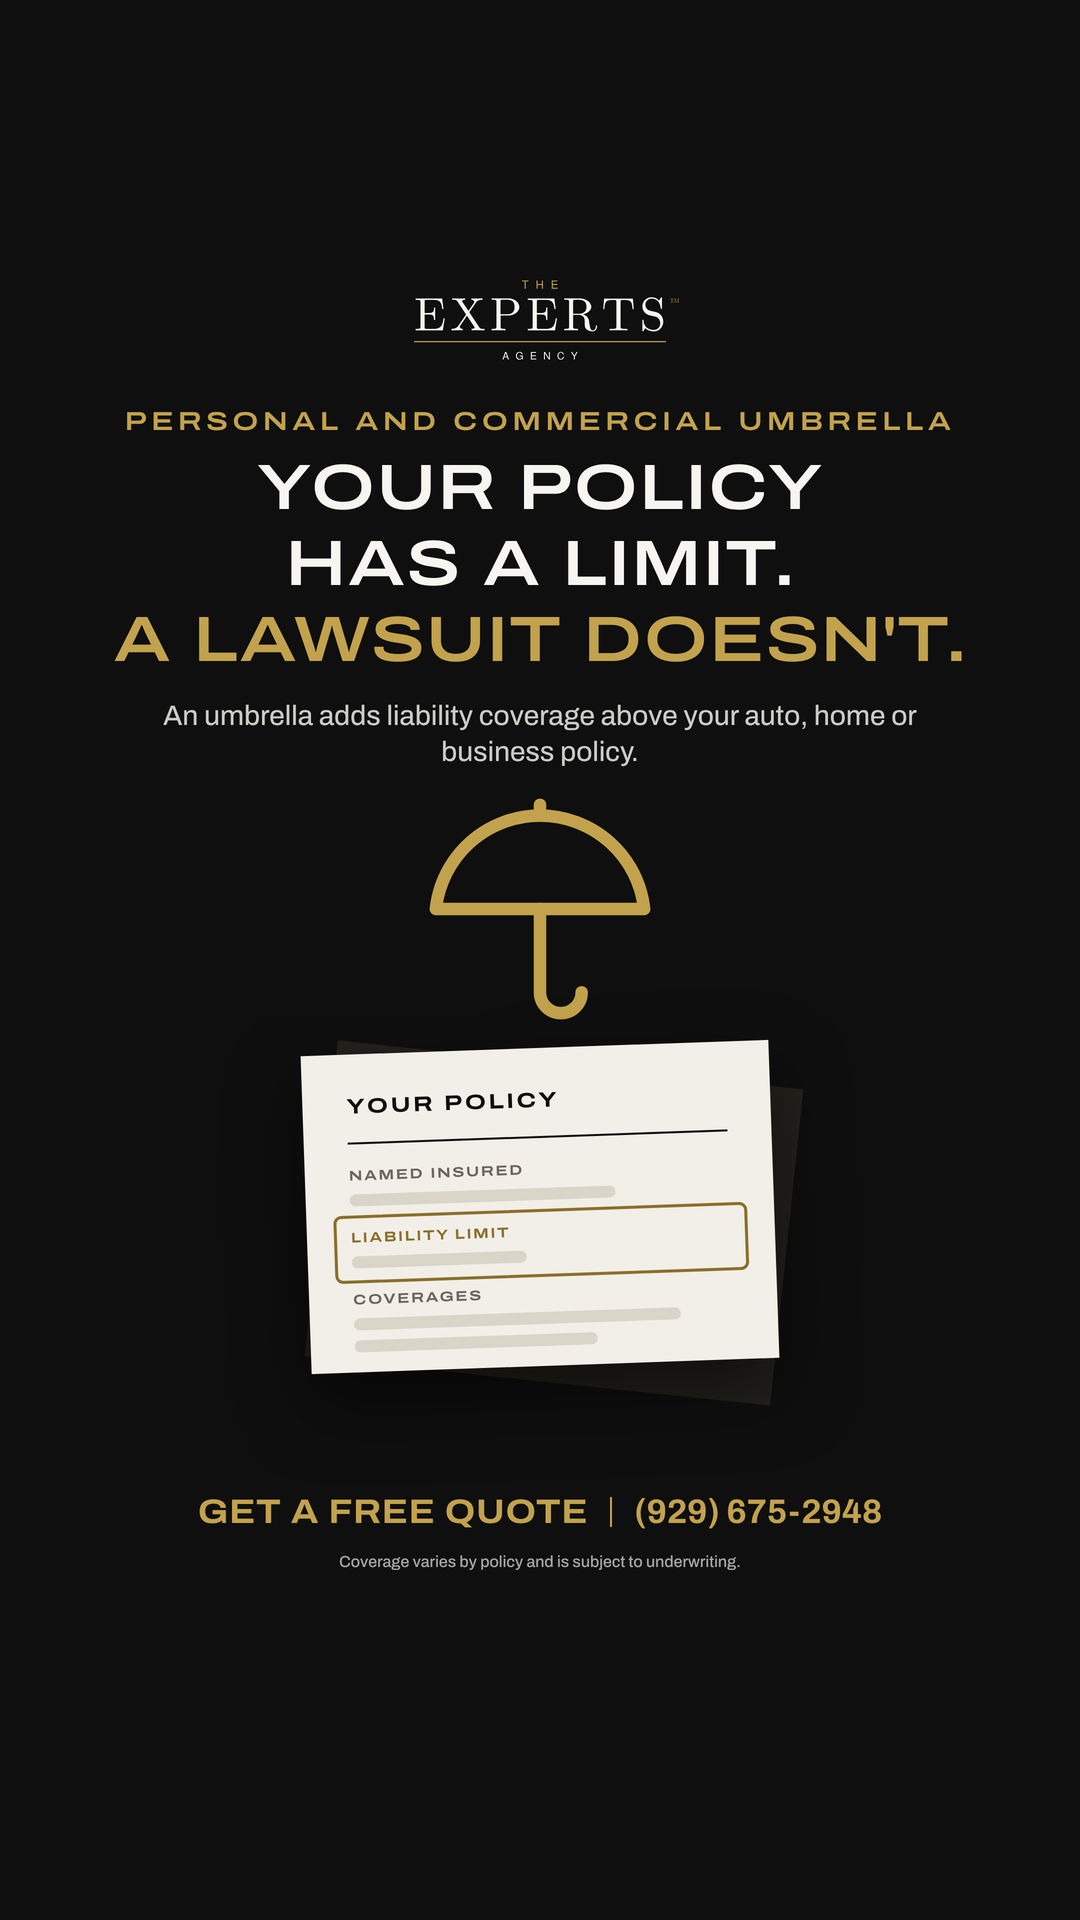 THE
EXPERTS™
AGENCY
PERSONAL AND COMMERCIAL UMBRELLA
YOUR POLICY
HAS A LIMIT.
A LAWSUIT DOESN'T.
An umbrella adds liability coverage above your auto, home or
business policy.
YOUR POLICY
NAMED INSURED
LIABILITY LIMIT
COVERAGES
GET A FREE QUOTE | (929) 675-2948
Coverage varies by policy and is subject to underwriting.